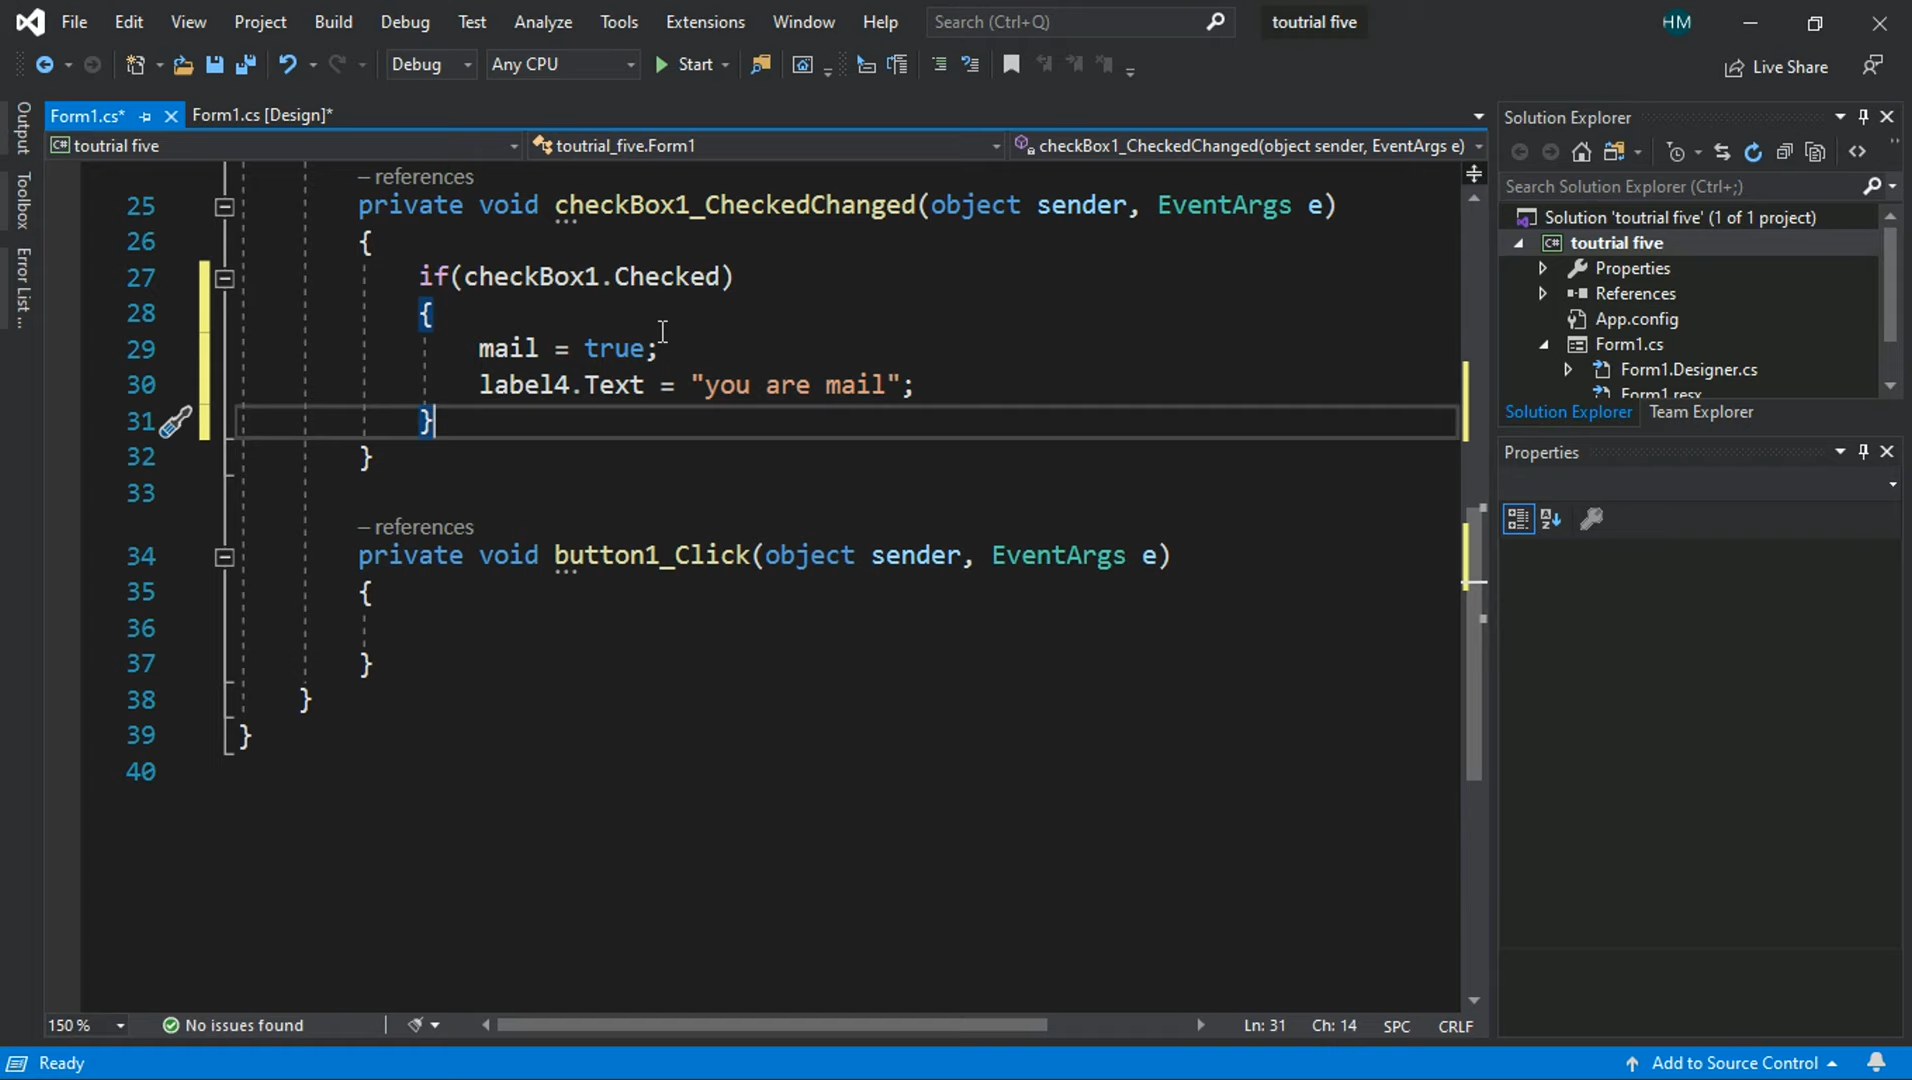 File Edit View Project Build Debug Test Analyze Tools Extensions Window Help Search (Ctrl+Q) toutrial five HM
Debug Any CPU Start Live Share
Output
Toolbox
Error List ...
Form1.cs* Form1.cs [Design]*
toutrial five toutrial_five.Form1 checkBox1_CheckedChanged(object sender, EventArgs e)
– references
25 private void checkBox1_CheckedChanged(object sender, EventArgs e)
26 {
27 if(checkBox1.Checked)
28 {
29 mail = true;
30 label4.Text = "you are mail";
31 }
32 }
33
– references
34 private void button1_Click(object sender, EventArgs e)
35 {
36
37 }
38 }
39 }
40
150 % No issues found Ln: 31 Ch: 14 SPC CRLF
Solution Explorer
Search Solution Explorer (Ctrl+;)
Solution 'toutrial five' (1 of 1 project)
C# toutrial five
Properties
References
App.config
Form1.cs
Form1.Designer.cs
Form1.resx
Solution Explorer Team Explorer
Properties
Ready Add to Source Control